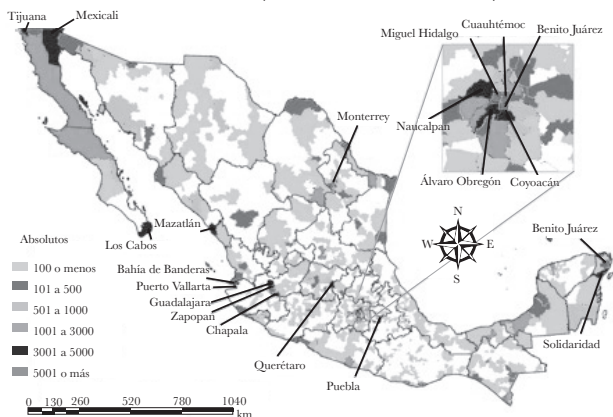 Tijuana
Mexicali
Miguel Hidalgo
Cuauhtémoc
Benito Juárez
Naucalpan
Álvaro Obregón
Coyoacán
Monterrey
Mazatlán
Los Cabos
Bahía de Banderas
Puerto Vallarta
Guadalajara
Zapopan
Chapala
Querétaro
Puebla
N
W
E
S
Benito Juárez
Solidaridad
Absolutos
100 o menos
101 a 500
501 a 1000
1001 a 3000
3001 a 5000
5001 o más
0 130 260 520 780 1040
km